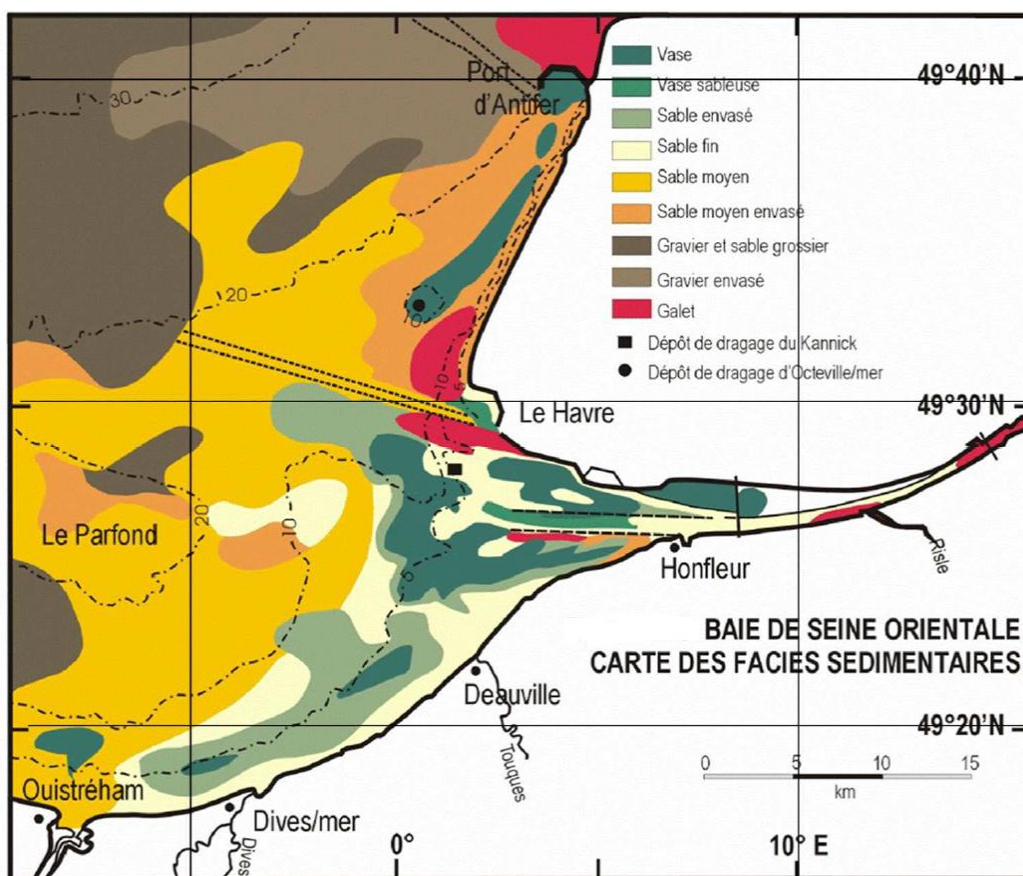 Port
d'Antifer
30
20
10
10
5
20
10
5
Le Parfond
Ouistréham
Dives/mer
Dives
Deauville
Touques
Honfleur
Risle
Le Havre
Vase
Vase sableuse
Sable envasé
Sable fin
Sable moyen
Sable moyen envasé
Gravier et sable grossier
Gravier envasé
Galet
Dépôt de dragage du Kannick
Dépôt de dragage d'Octeville/mer
49°40'N
49°30'N
49°20'N
BAIE DE SEINE ORIENTALE
CARTE DES FACIES SEDIMENTAIRES
0 5 10 15
km
0°
10° E